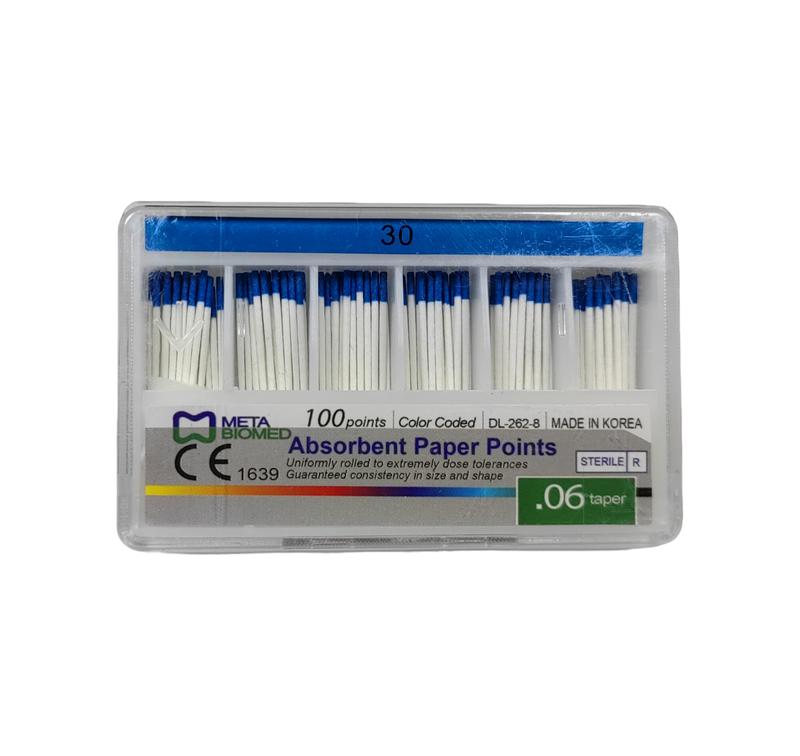 30
META BIOMED
100 points | Color Coded | DL-262-8 | MADE IN KOREA
Absorbent Paper Points
CE 1639
Uniformly rolled to extremely dose tolerances
Guaranteed consistency in size and shape
STERILE R
.06 taper